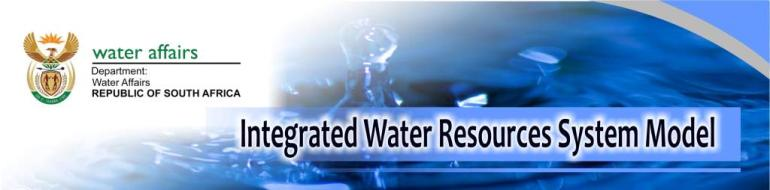 water affairs
Department:
Water Affairs
REPUBLIC OF SOUTH AFRICA
Integrated Water Resources System Model